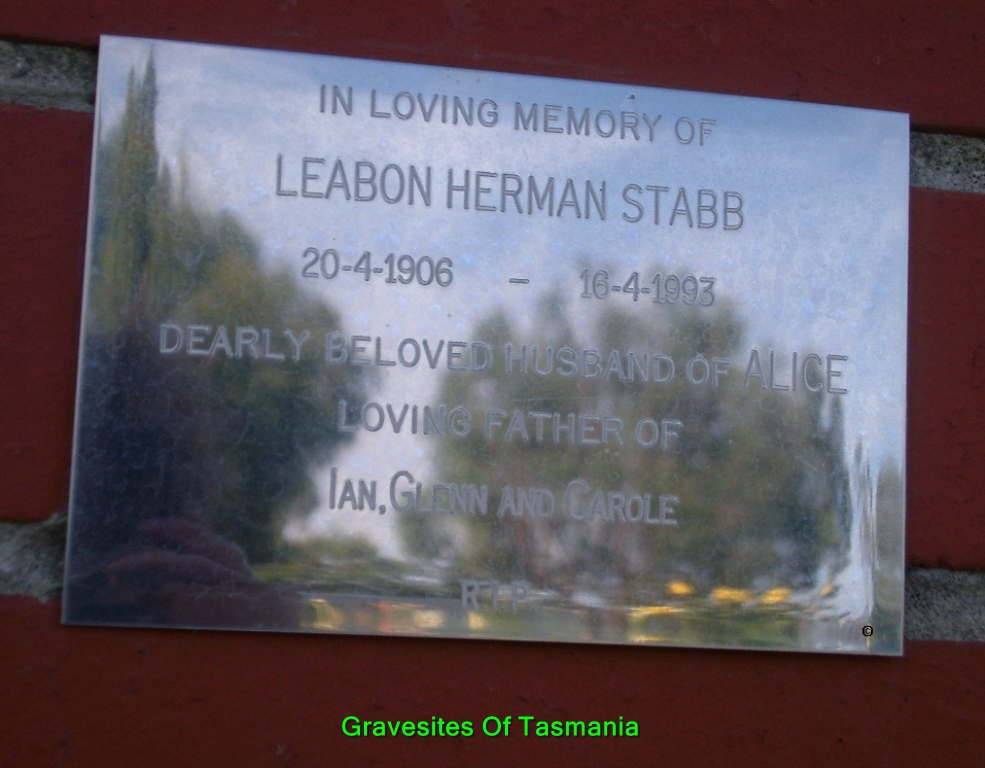 IN LOVING MEMORY OF
LEABON HERMAN STABB
20-4-1906 – 16-4-1993
DEARLY BELOVED HUSBAND OF ALICE
LOVING FATHER OF
IAN, GLENN AND CAROLE
R I P
©
Gravesites Of Tasmania